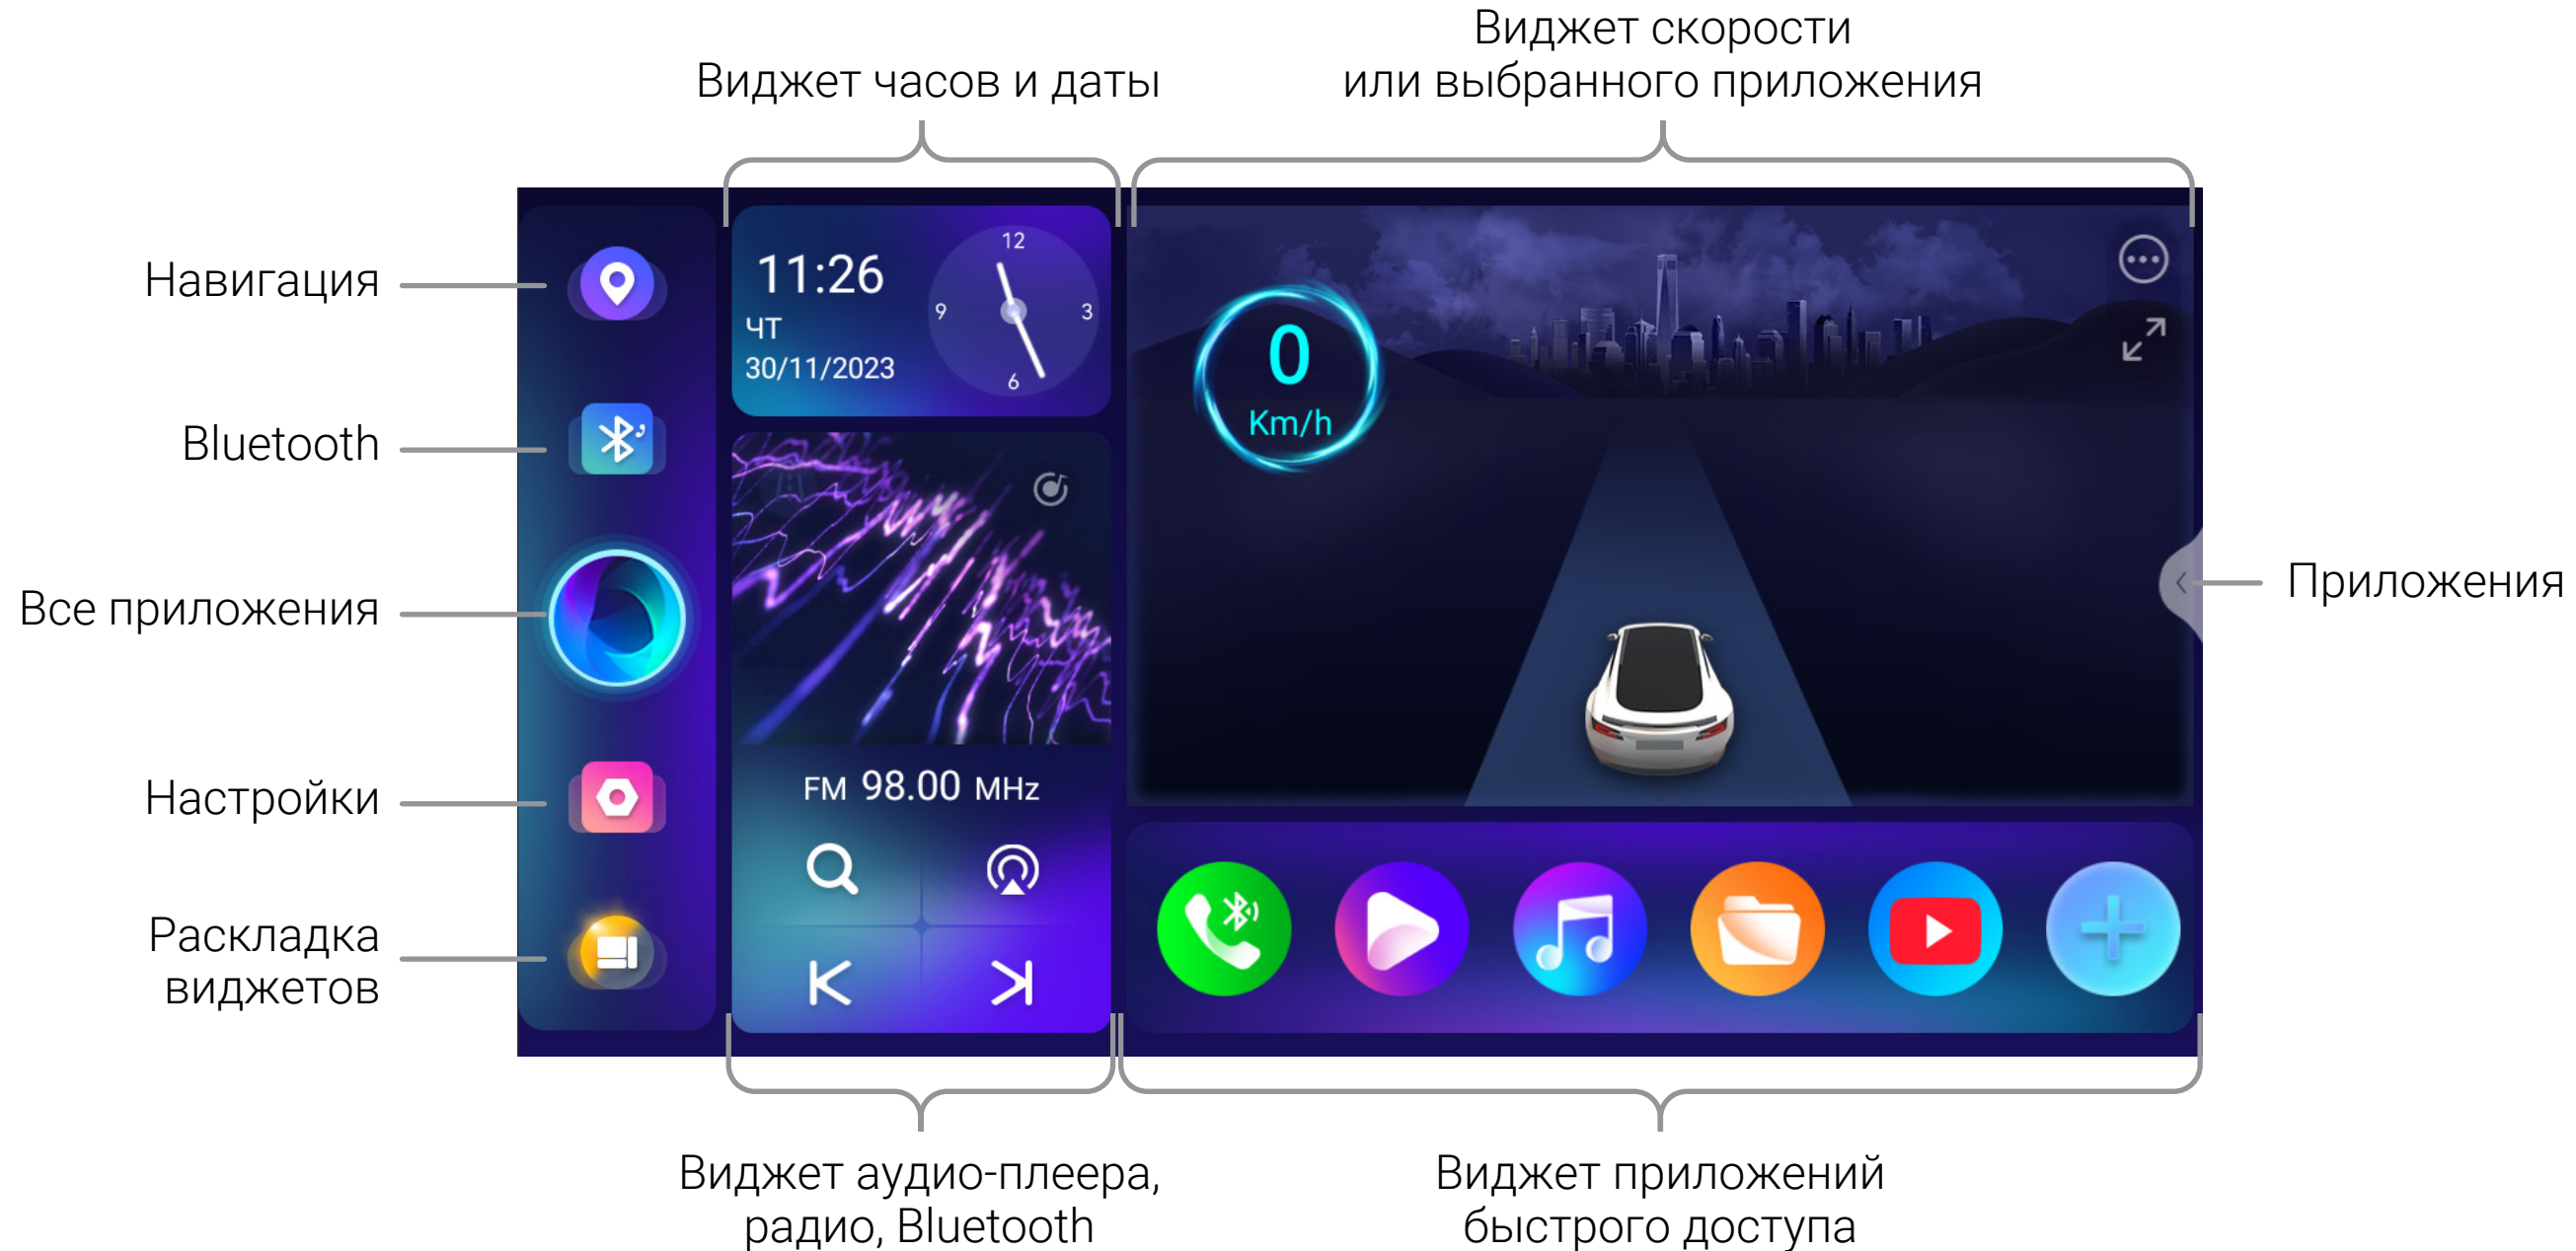 Виджет скорости
или выбранного приложения
Виджет часов и даты
Навигация
Bluetooth
Все приложения
Настройки
Раскладка
виджетов
11:26
ЧТ
30/11/2023
12
3
6
9
FM 98.00 MHz
0
Km/h
Приложения
Виджет аудио-плеера,
радио, Bluetooth
Виджет приложений
быстрого доступа